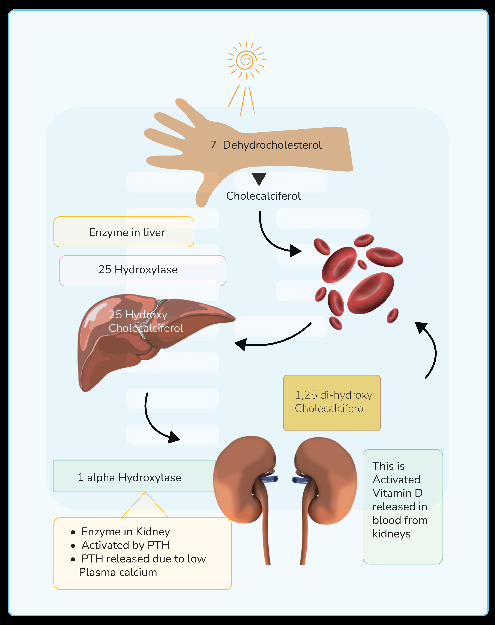 7 Dehydrocholesterol
Cholecalciferol
Enzyme in liver
25 Hydroxylase
25 Hydroxy
Cholecalciferol
1,25 di-hydroxy
Cholecalciferol
1 alpha Hydroxylase
• Enzyme in Kidney
• Activated by PTH
• PTH released due to low
Plasma calcium
This is
Activated
Vitamin D
released in
blood from
kidneys